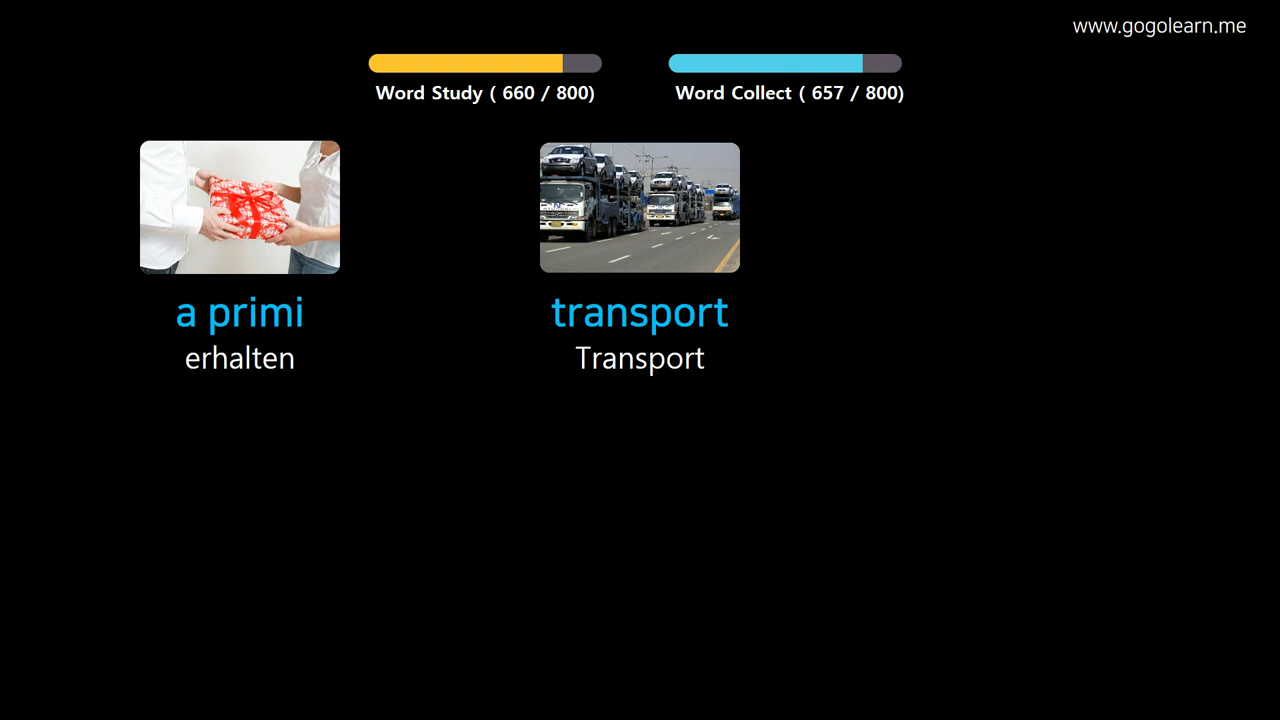 www.gogolearn.me
Word Study ( 660 / 800)
Word Collect ( 657 / 800)
a primi
transport
erhalten
Transport